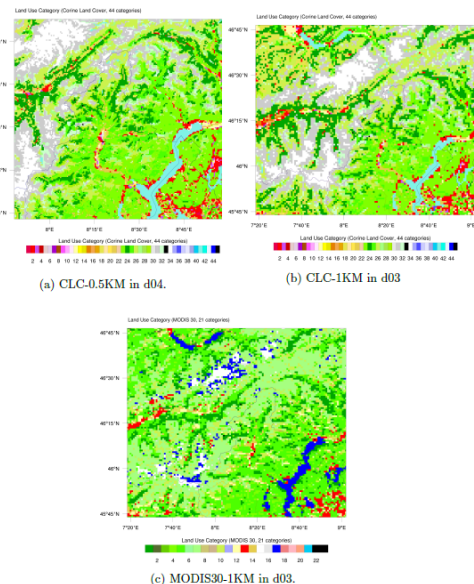 Land Use Category (Corine Land Cover, 44 categories)
8°E 8°15'E 8°30'E 8°45'E
Land Use Category (Corine Land Cover, 44 categories)
2 4 6 8 10 12 14 16 18 20 22 24 26 28 30 32 34 36 38 40 42 44
(a) CLC-0.5KM in d04.
Land Use Category (Corine Land Cover, 44 categories)
46°45'N
46°30'N
46°15'N
46°N
45°45'N
7°20'E 7°40'E 8°E 8°20'E 8°40'E
Land Use Category (Corine Land Cover, 44 categories)
2 4 6 8 10 12 14 16 18 20 22 24 26 28 30 32 34 36 38 40 42 44
(b) CLC-1KM in d03
Land Use Category (MODIS 30, 21 categories)
46°45'N
46°30'N
46°15'N
46°N
45°45'N
7°20'E 7°40'E 8°E 8°20'E 8°40'E 9°E
Land Use Category (MODIS 30, 21 categories)
2 4 6 8 10 12 14 16 18 20 22
(c) MODIS30-1KM in d03.